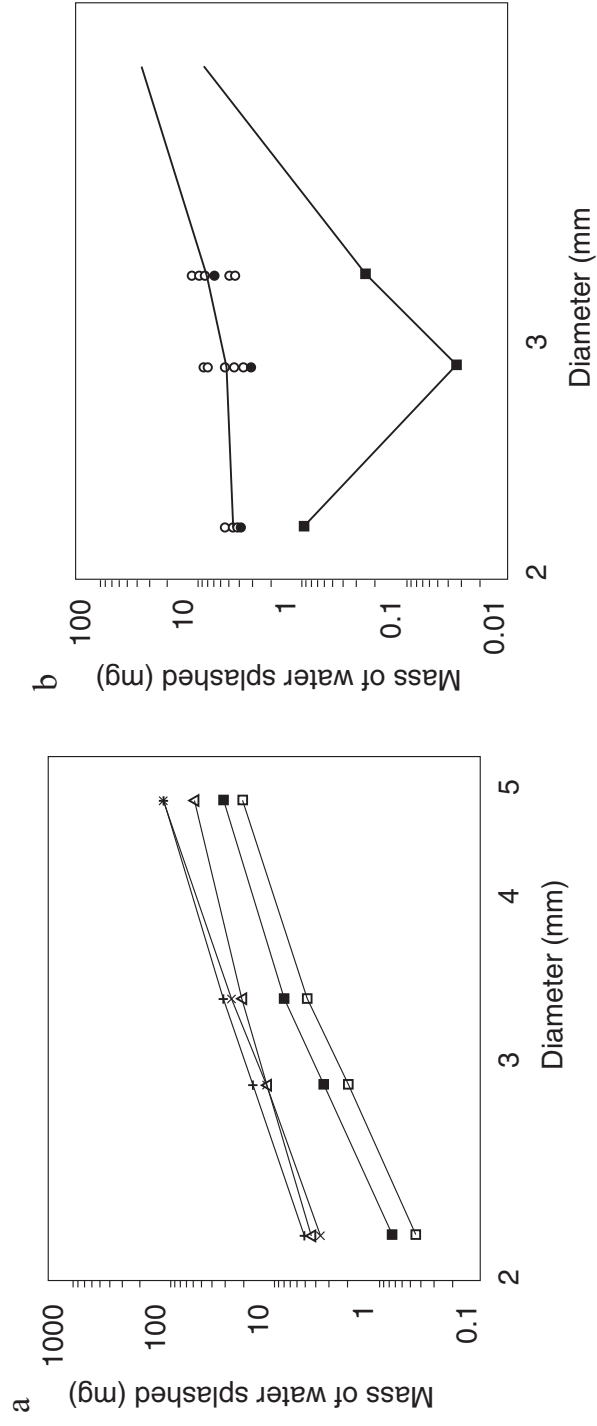 a
1000
100
10
1
0.1
Mass of water splashed (mg)
2
3
4
5
Diameter (mm)
b
100
10
1
0.1
0.01
Mass of water splashed (mg)
2
3
Diameter (mm